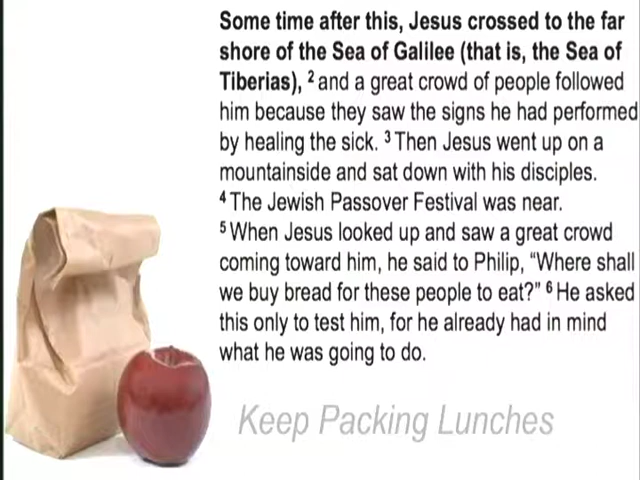 Some time after this, Jesus crossed to the far
shore of the Sea of Galilee (that is, the Sea of
Tiberias), ² and a great crowd of people followed
him because they saw the signs he had performed
by healing the sick. ³ Then Jesus went up on a
mountainside and sat down with his disciples.
⁴ The Jewish Passover Festival was near.
⁵ When Jesus looked up and saw a great crowd
coming toward him, he said to Philip, “Where shall
we buy bread for these people to eat?” ⁶ He asked
this only to test him, for he already had in mind
what he was going to do.
Keep Packing Lunches